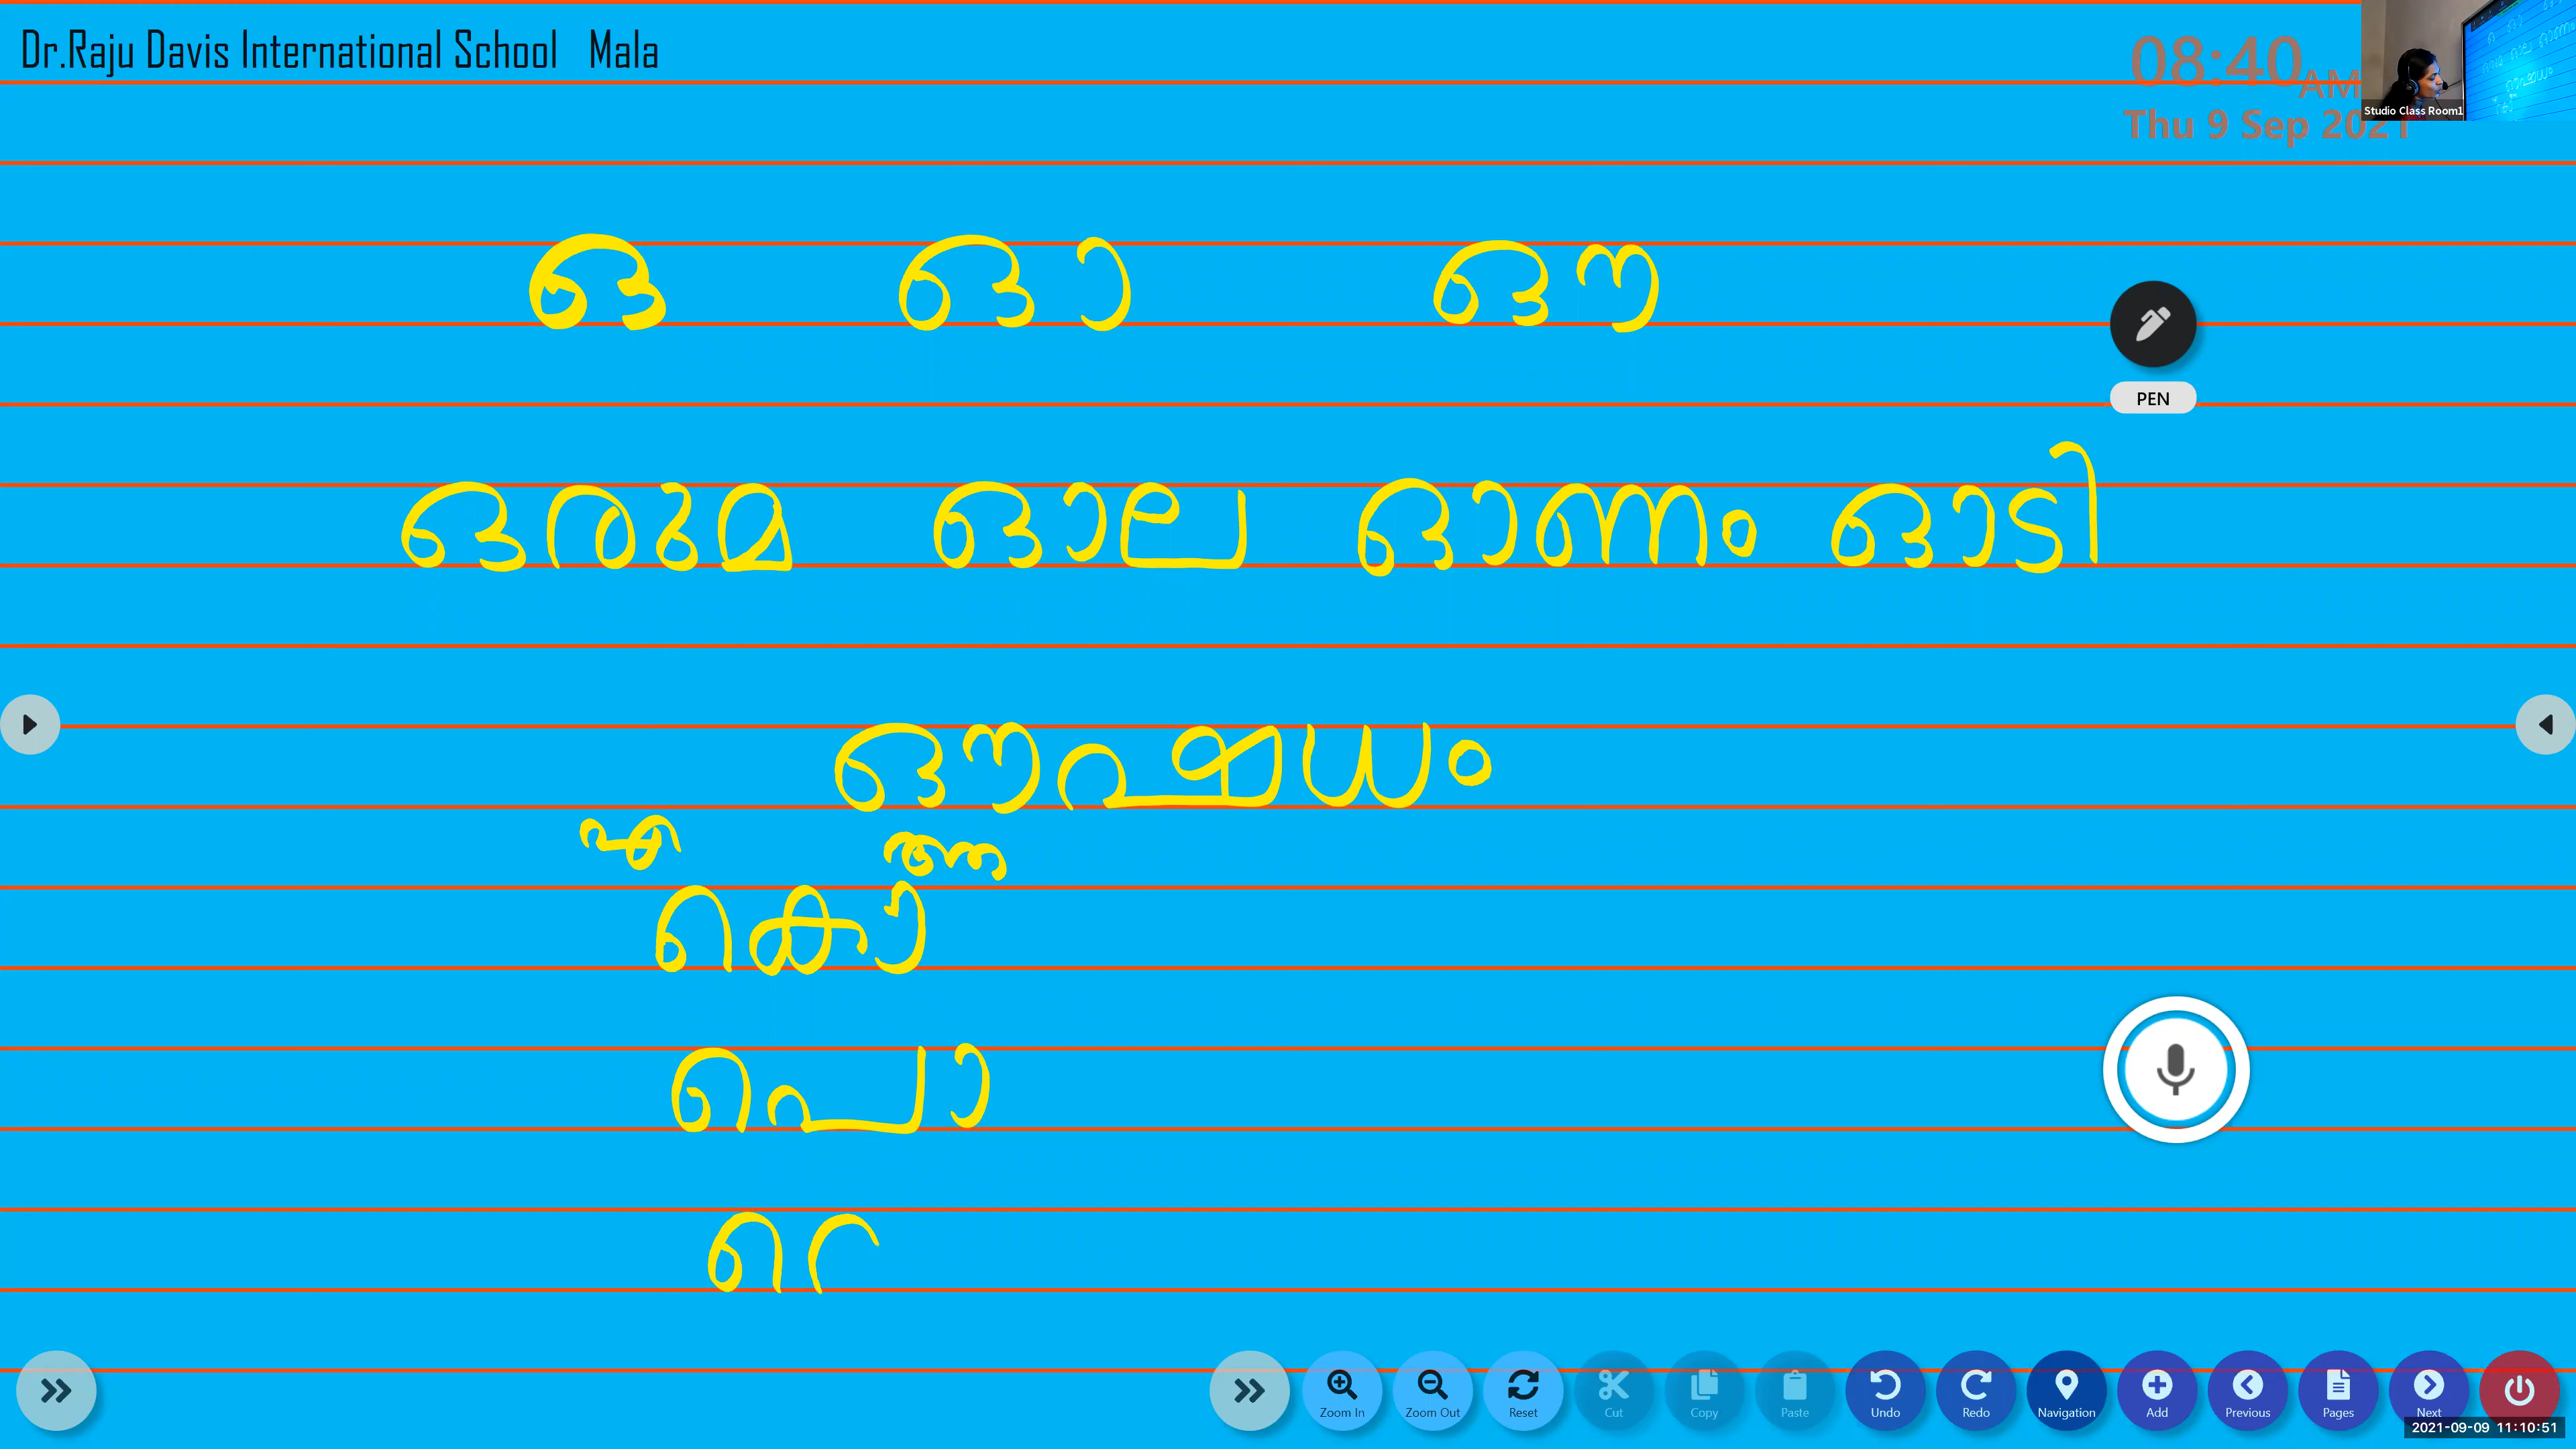 Dr.Raju Davis International School Mala
08:40 AM
Thu 9 Sep 2021
Studio Class Room1
ഒ ഓ ഔ
PEN
ഒരുമ ഓല ഓണം ഓടി
ഔഷധം
എ ആ
കൊ
പൊ
Zoom In Zoom Out Reset Cut Copy Paste Undo Redo Navigation Add Previous Pages Next
2021-09-09 11:10:51